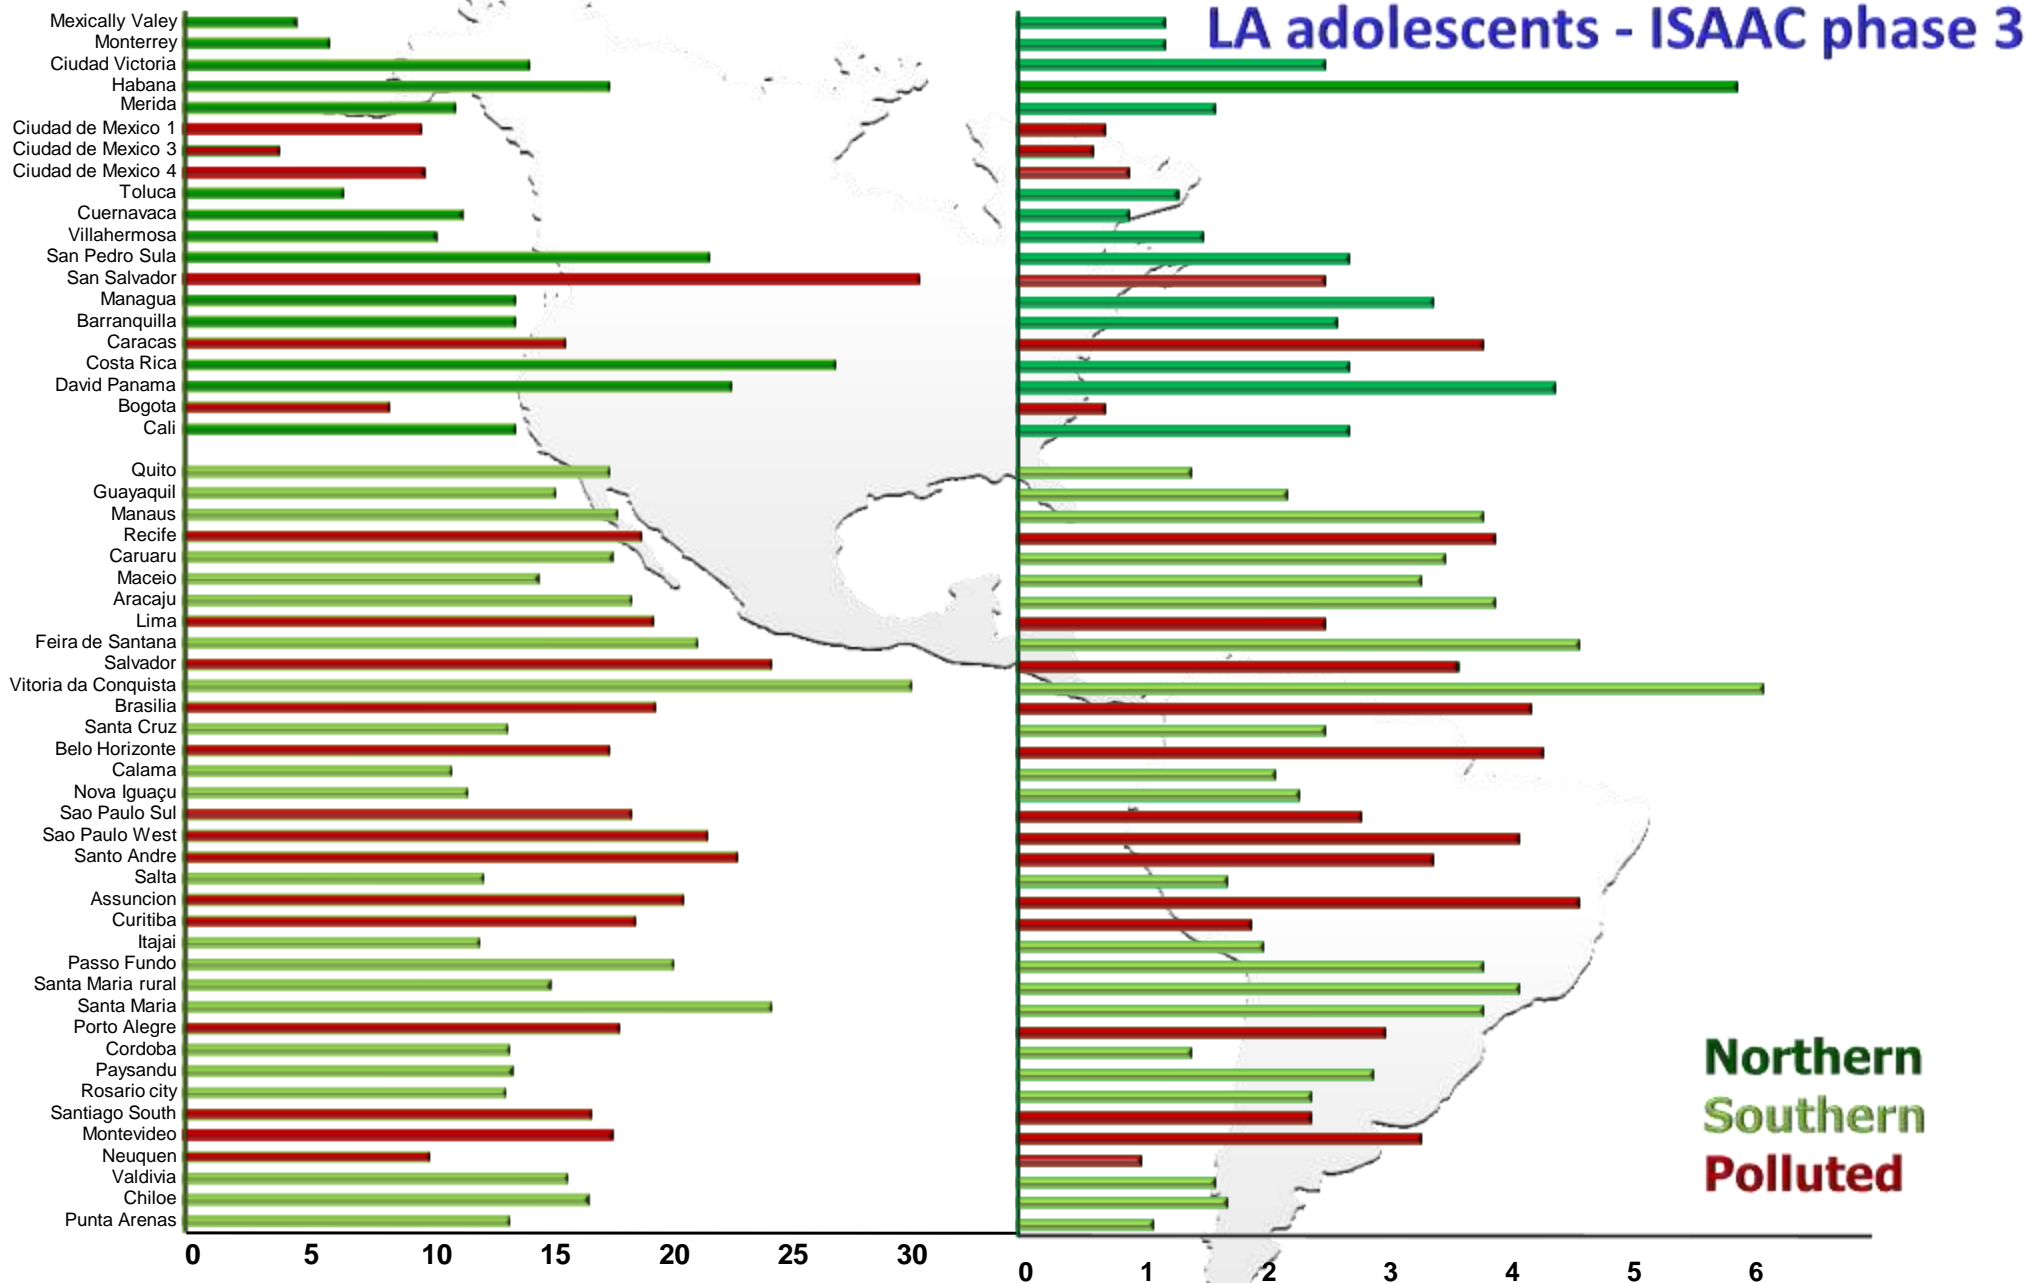 LA adolescents - ISAAC phase 3
Mexically Valey
Monterrey
Ciudad Victoria
Habana
Merida
Ciudad de Mexico 1
Ciudad de Mexico 3
Ciudad de Mexico 4
Toluca
Cuernavaca
Villahermosa
San Pedro Sula
San Salvador
Managua
Barranquilla
Caracas
Costa Rica
David Panama
Bogota
Cali
Quito
Guayaquil
Manaus
Recife
Caruaru
Maceio
Aracaju
Lima
Feira de Santana
Salvador
Vitoria da Conquista
Brasilia
Santa Cruz
Belo Horizonte
Calama
Nova Iguaçu
Sao Paulo Sul
Sao Paulo West
Santo Andre
Salta
Assuncion
Curitiba
Itajai
Passo Fundo
Santa Maria rural
Santa Maria
Porto Alegre
Cordoba
Paysandu
Rosario city
Santiago South
Montevideo
Neuquen
Valdivia
Chiloe
Punta Arenas
Northern
Southern
Polluted
0 5 10 15 20 25 30
0 1 2 3 4 5 6